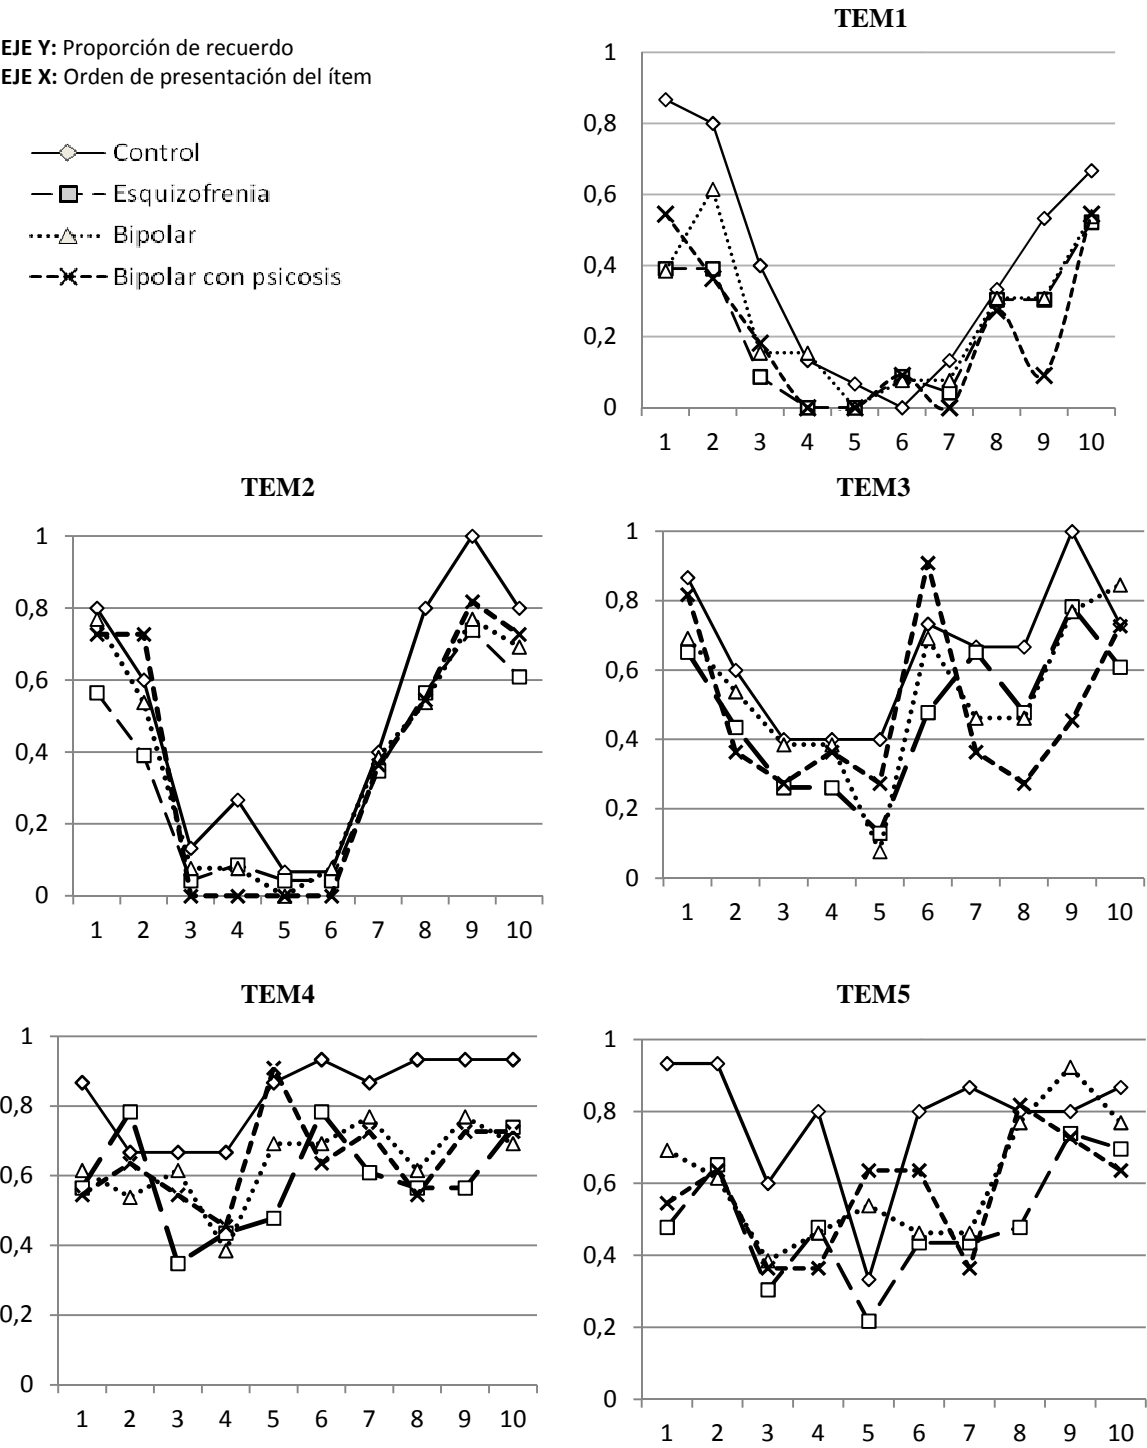 TEM1
EJE Y: Proporción de recuerdo
EJE X: Orden de presentación del ítem
Control
Esquizofrenia
Bipolar
Bipolar con psicosis
1
0,8
0,6
0,4
0,2
0
1 2 3 4 5 6 7 8 9 10
TEM2
1
0,8
0,6
0,4
0,2
0
1 2 3 4 5 6 7 8 9 10
TEM3
1
0,8
0,6
0,4
0,2
0
1 2 3 4 5 6 7 8 9 10
TEM4
1
0,8
0,6
0,4
0,2
0
1 2 3 4 5 6 7 8 9 10
TEM5
1
0,8
0,6
0,4
0,2
0
1 2 3 4 5 6 7 8 9 10